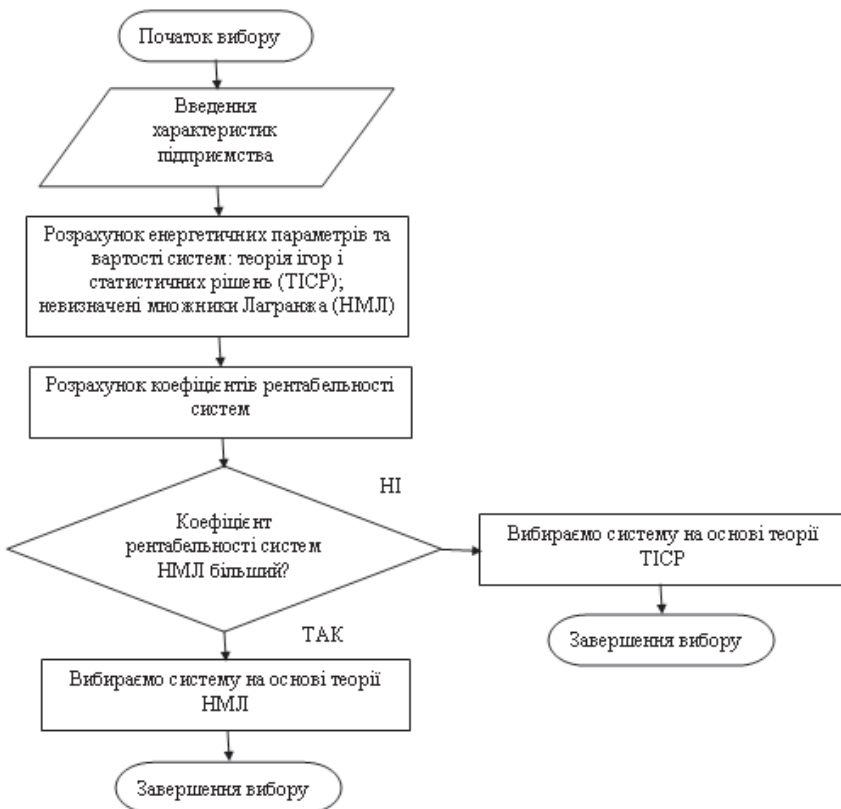 Початок вибору
Введення
характеристик
підприємства
Розрахунок енергетичних параметрів та
вартості систем: теорія ігор і
статистичних рішень (ТІСР);
невизначені множники Лагранжа (НМЛ)
Розрахунок коефіцієнтів рентабельності
систем
НІ
Коефіцієнт
рентабельності систем
НМЛ більший?
Вибираємо систему на основі теорії
ТІСР
Завершення вибору
ТАК
Вибираємо систему на основі теорії
НМЛ
Завершення вибору